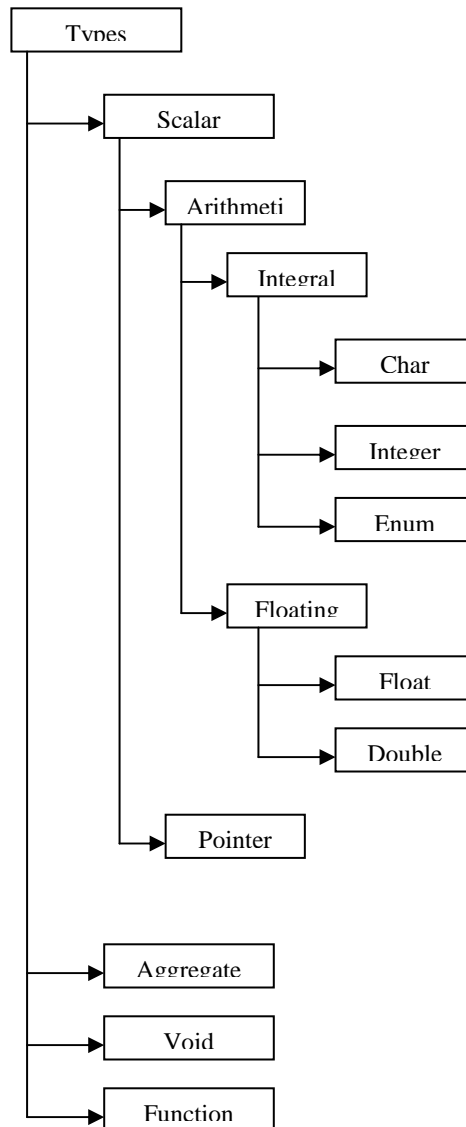 Types
Scalar
Arithmeti
Integral
Char
Integer
Enum
Floating
Float
Double
Pointer
Aggregate
Void
Function